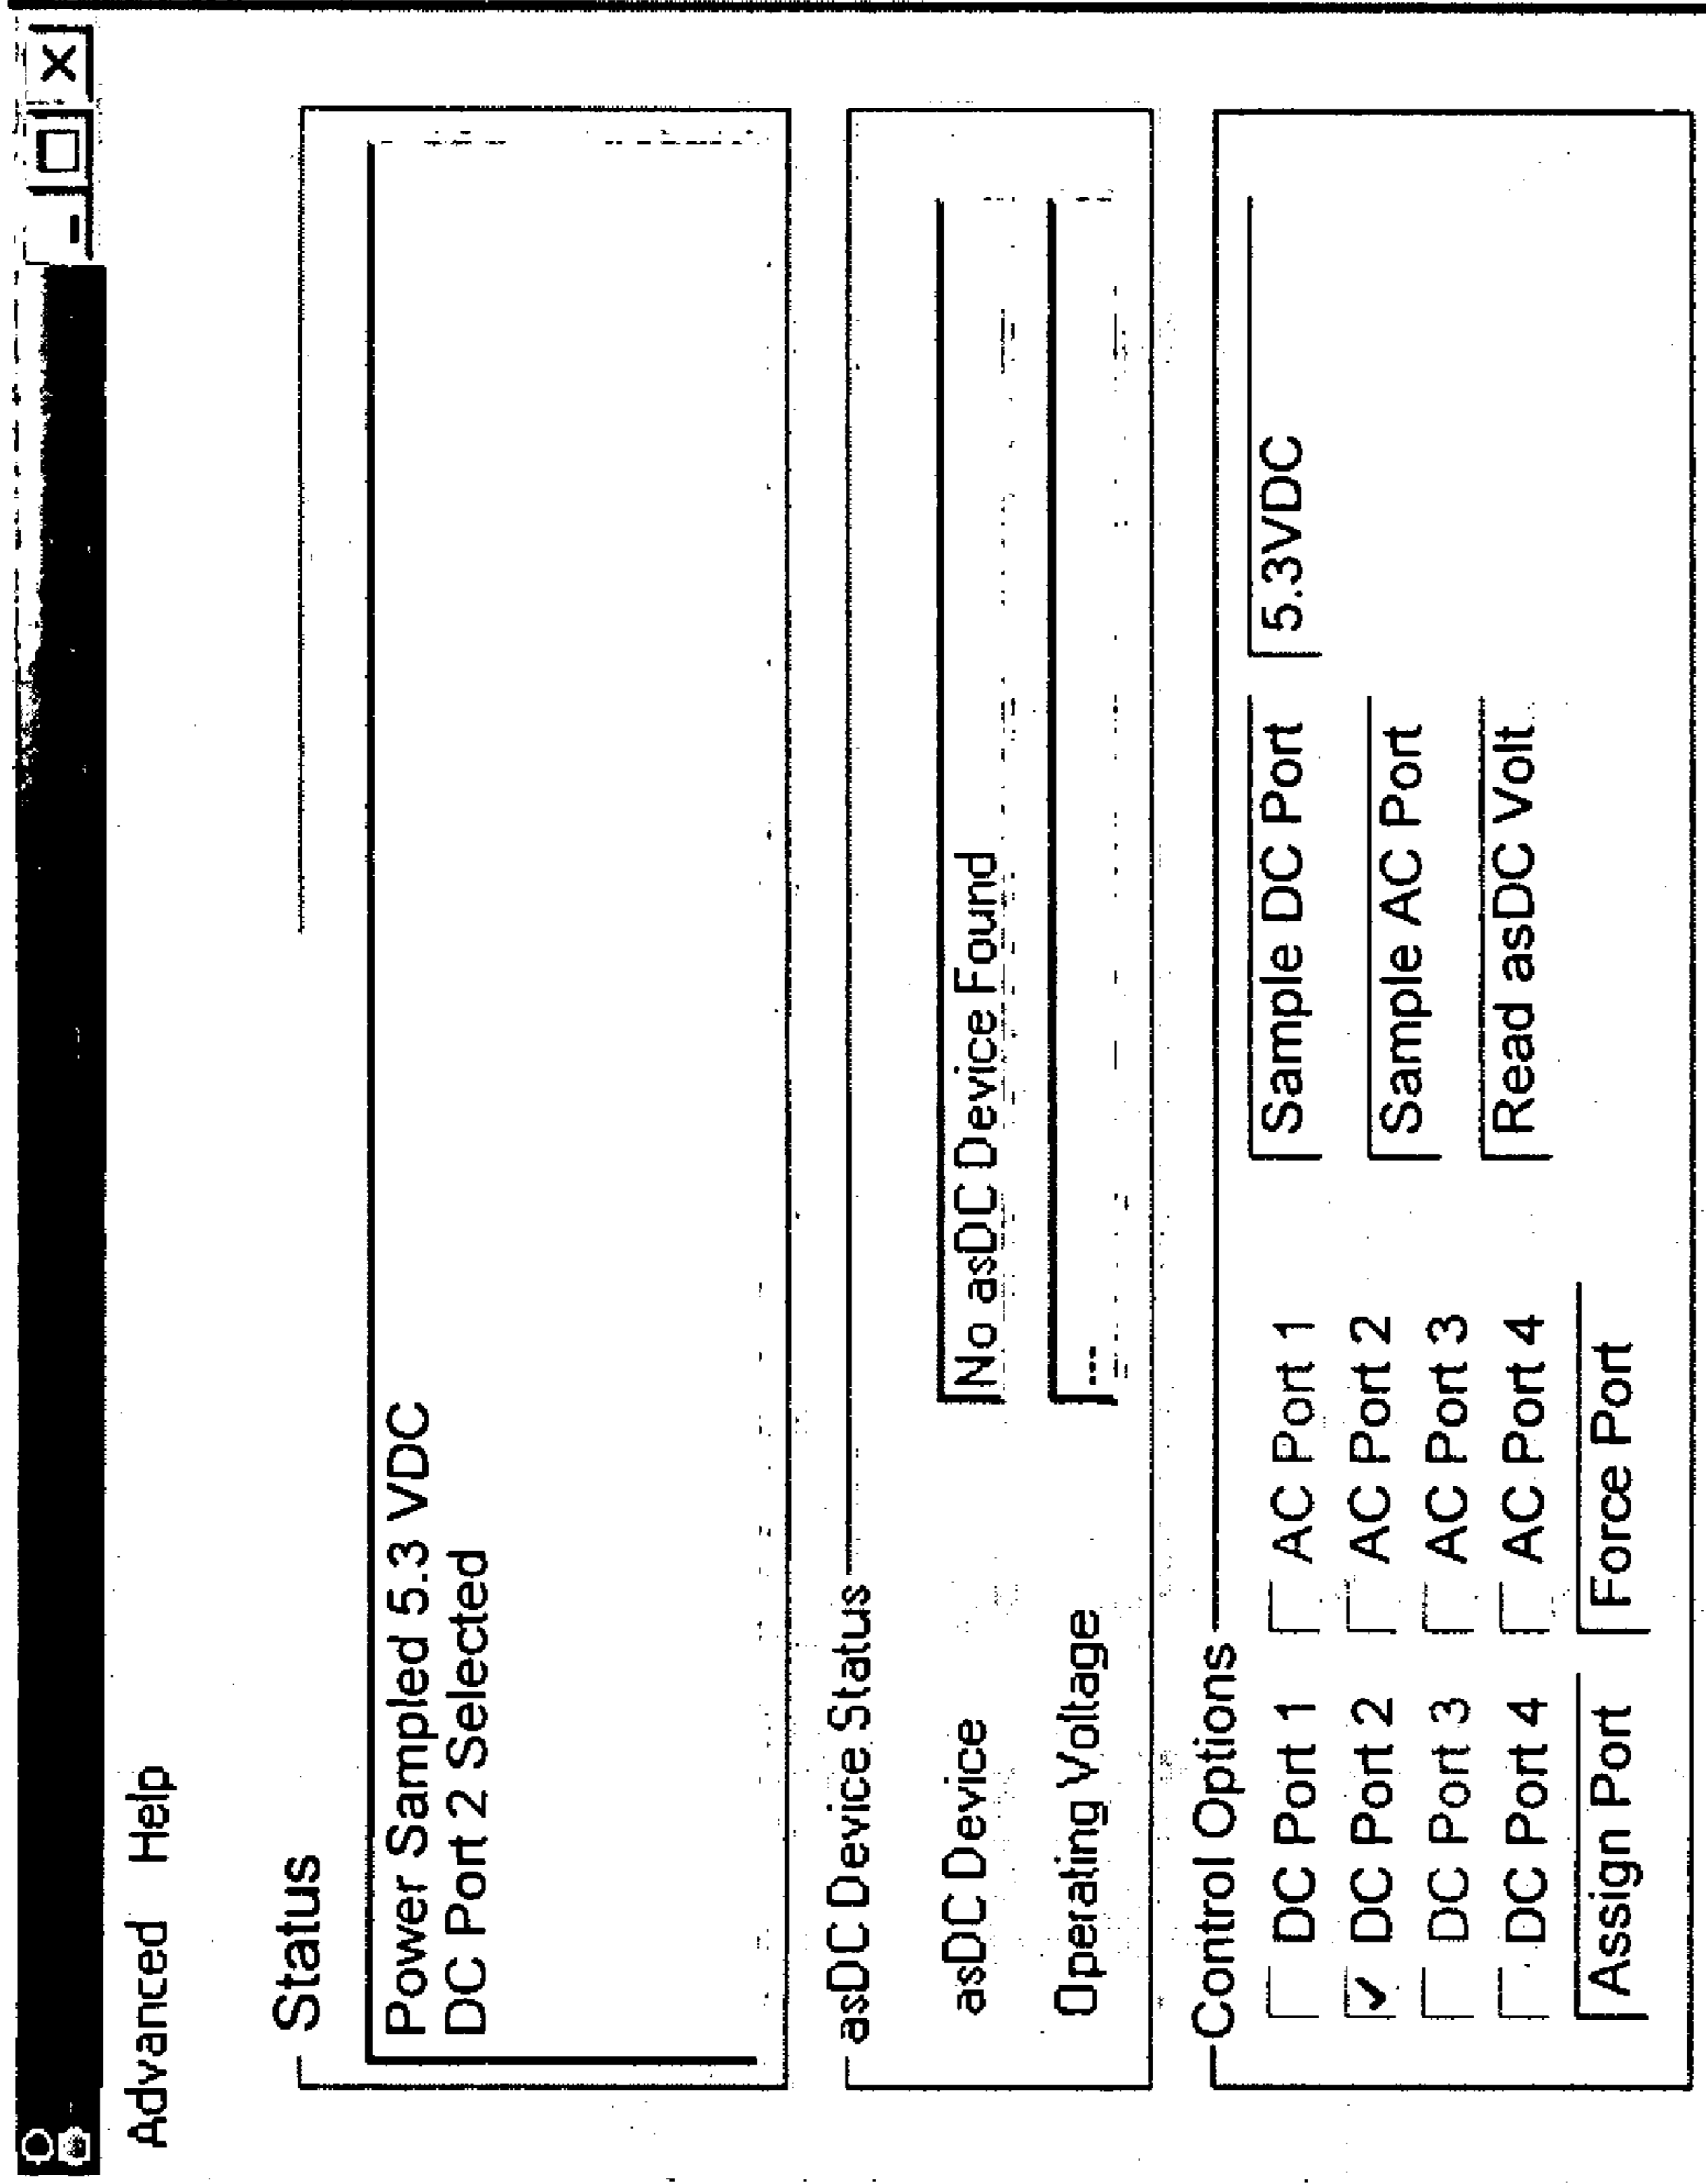 Advanced Help
Status
Power Sampled 5.3 VDC
DC Port 2 Selected
asDC Device Status
asDC Device No asDC Device Found
Operating Voltage ---
Control Options
DC Port 1 AC Port 1 Sample DC Port 5.3VDC
DC Port 2 AC Port 2 Sample AC Port
DC Port 3 AC Port 3
DC Port 4 AC Port 4 Read asDC Volt
Assign Port Force Port